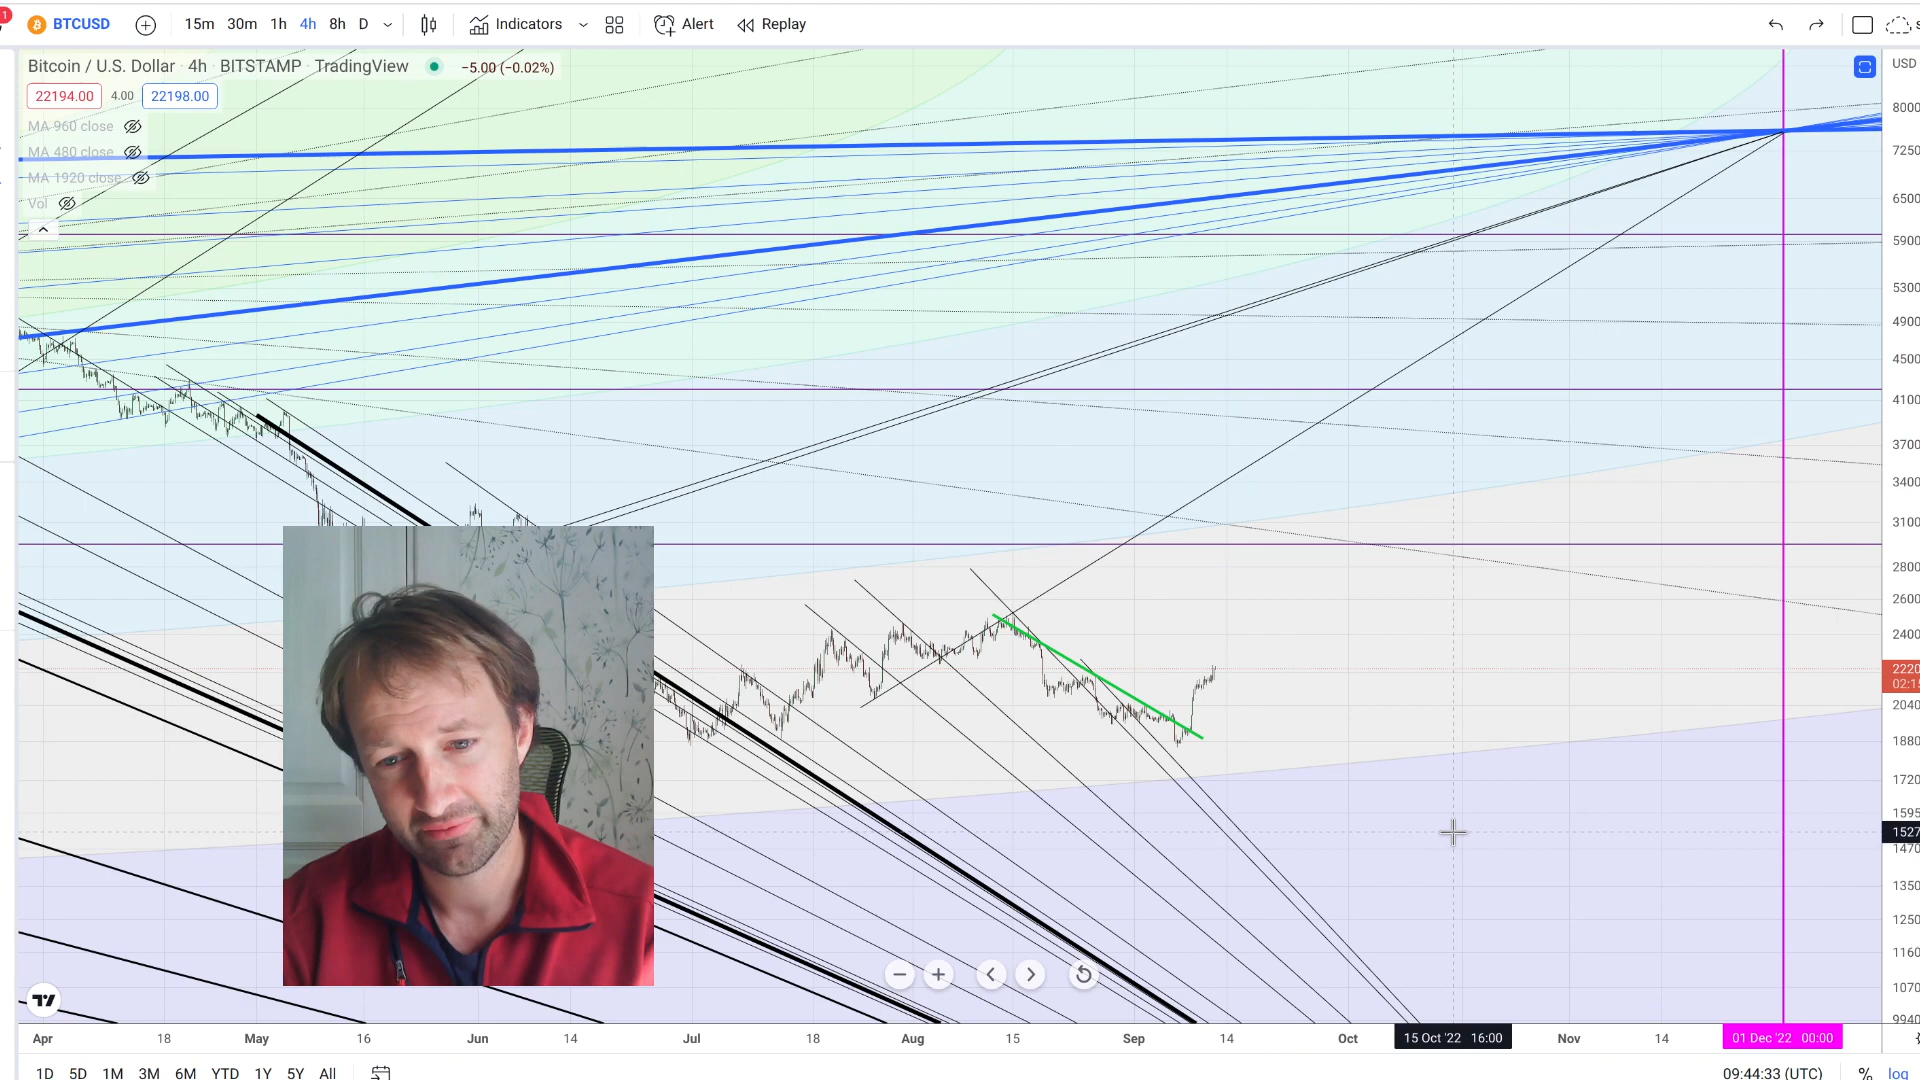 1
BTCUSD 15m 30m 1h 4h 8h D Indicators Alert Replay
Bitcoin / U.S. Dollar · 4h · BITSTAMP · TradingView −5.00 (−0.02%)
USD
22194.00 4.00 22198.00
MA 960 close
MA 480 close
MA 1920 close
Vol
8000
7250
6500
5900
5300
4900
4500
4100
3700
3400
3100
2800
2600
2400
2220
02:1
2040
1880
1720
1595
1527
1470
1350
1250
1160
1070
9940
Apr 18 May 16 Jun 14 Jul 18 Aug 15 Sep 14 Oct 15 Oct '22 16:00 Nov 14 01 Dec '22 00:00
1D 5D 1M 3M 6M YTD 1Y 5Y All 09:44:33 (UTC) % log